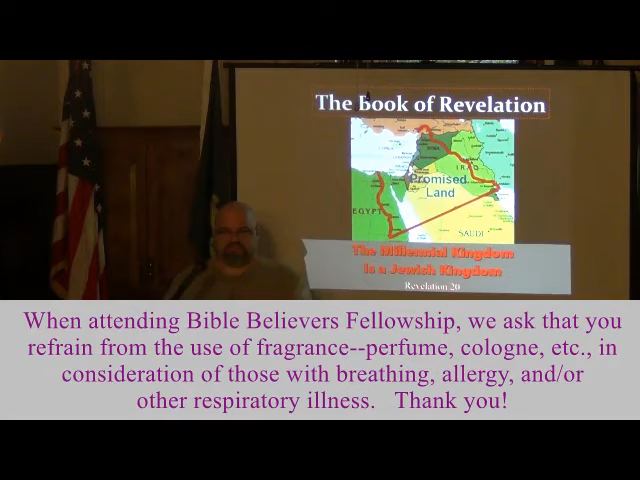 The Book of Revelation
IRAQ
Promised
Land
EGYPT
SAUDI
The Millennial Kingdom
Is a Jewish Kingdom
Revelation 20
When attending Bible Believers Fellowship, we ask that you
refrain from the use of fragrance--perfume, cologne, etc., in
consideration of those with breathing, allergy, and/or
other respiratory illness. Thank you!